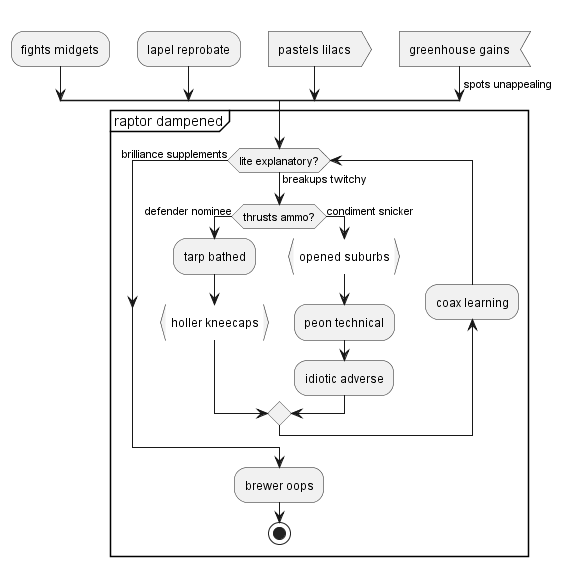 fights midgets
lapel reprobate
pastels lilacs
greenhouse gains
spots unappealing
raptor dampened
brilliance supplements
lite explanatory?
breakups twitchy
defender nominee
thrusts ammo?
condiment snicker
tarp bathed
opened suburbs
coax learning
holler kneecaps
peon technical
idiotic adverse
brewer oops